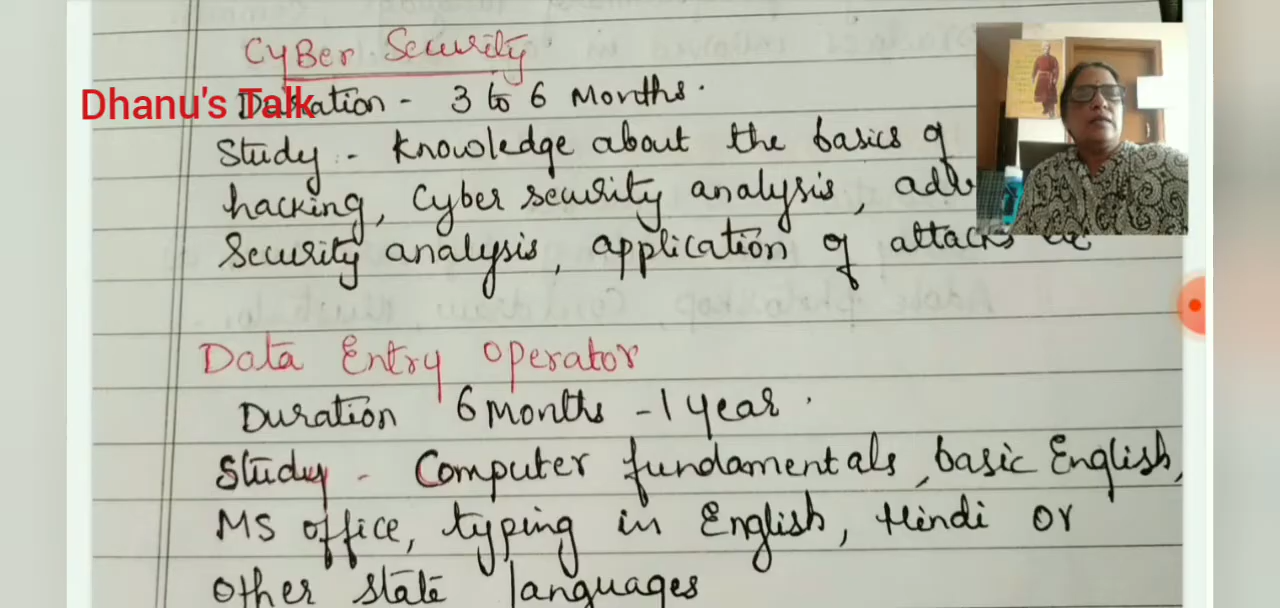 Cyber Security
Dhanu's Talk
Duration - 3 to 6 Months.
Study - Knowledge about the basics of
hacking, Cyber security analysis,
Security analysis, application of attacks
Data Entry Operator
Duration 6 Months - 1 year.
Study - Computer fundamentals, basic English,
MS office, typing in English, Hindi or
other state languages